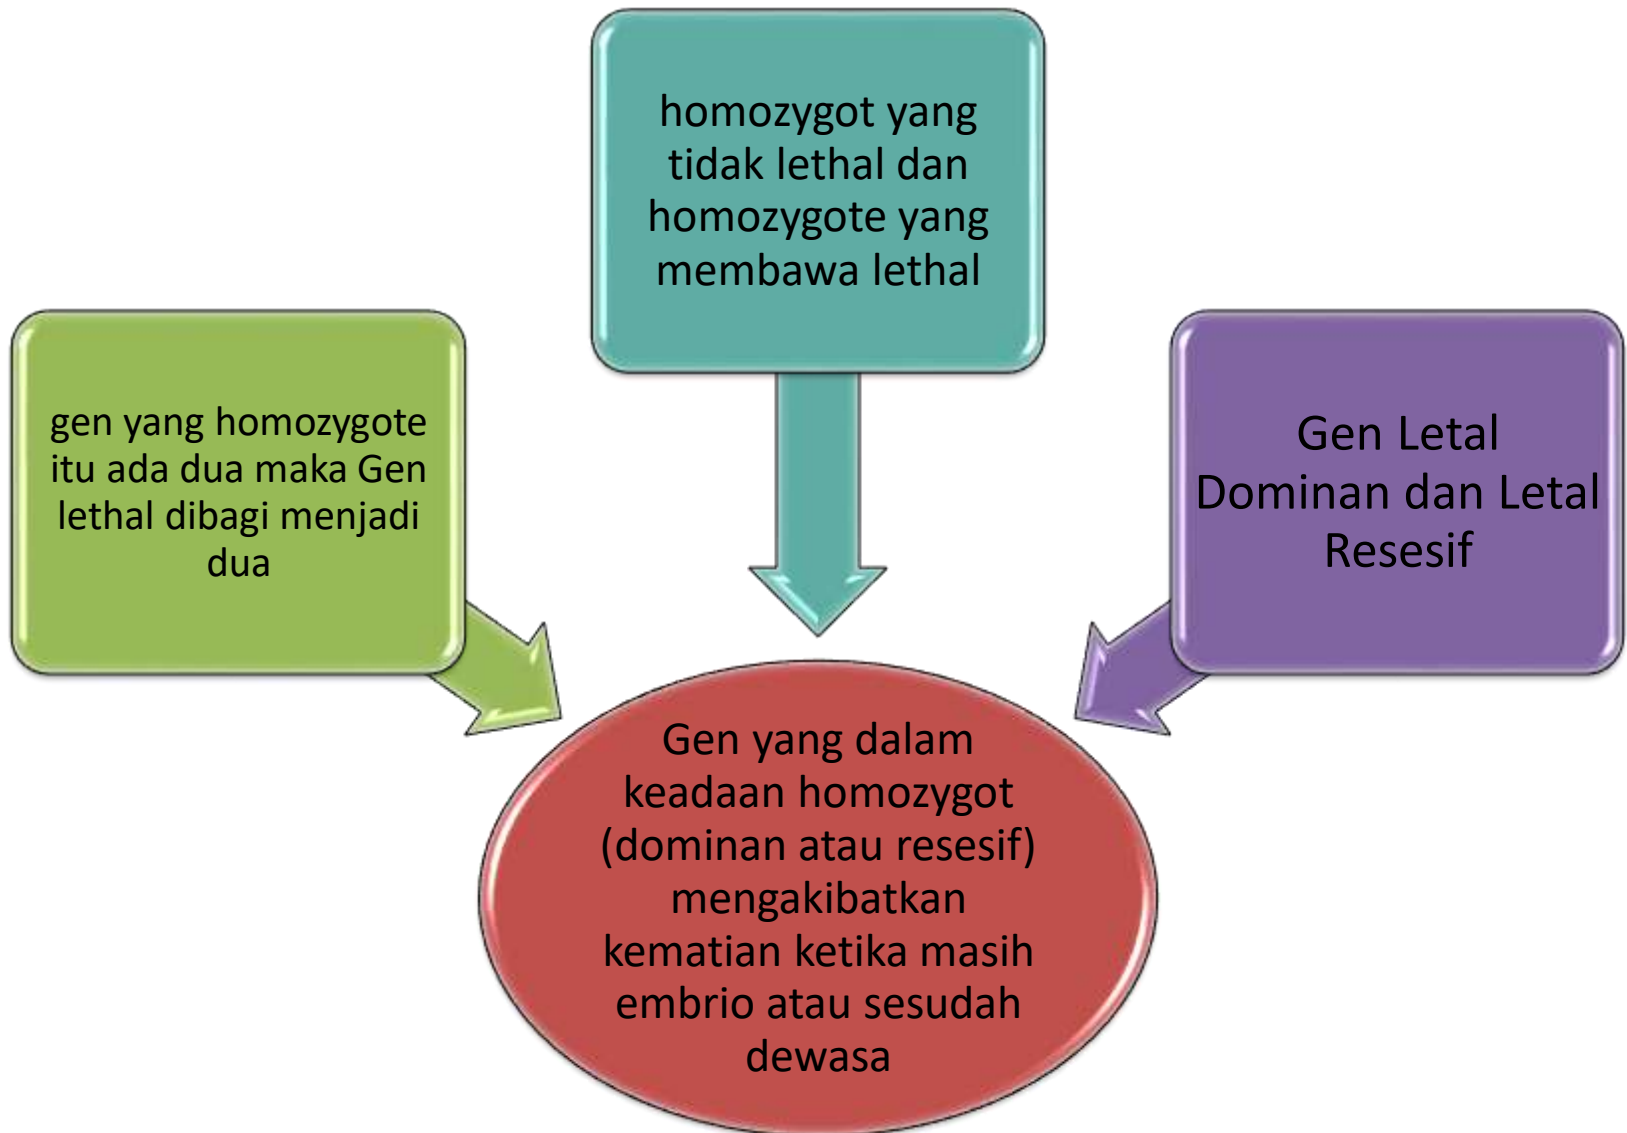 gen yang homozygote
itu ada dua maka Gen
lethal dibagi menjadi
dua
homozygot yang
tidak lethal dan
homozygote yang
membawa lethal
Gen Letal
Dominan dan Letal
Resesif
Gen yang dalam
keadaan homozygot
(dominan atau resesif)
mengakibatkan
kematian ketika masih
embrio atau sesudah
dewasa